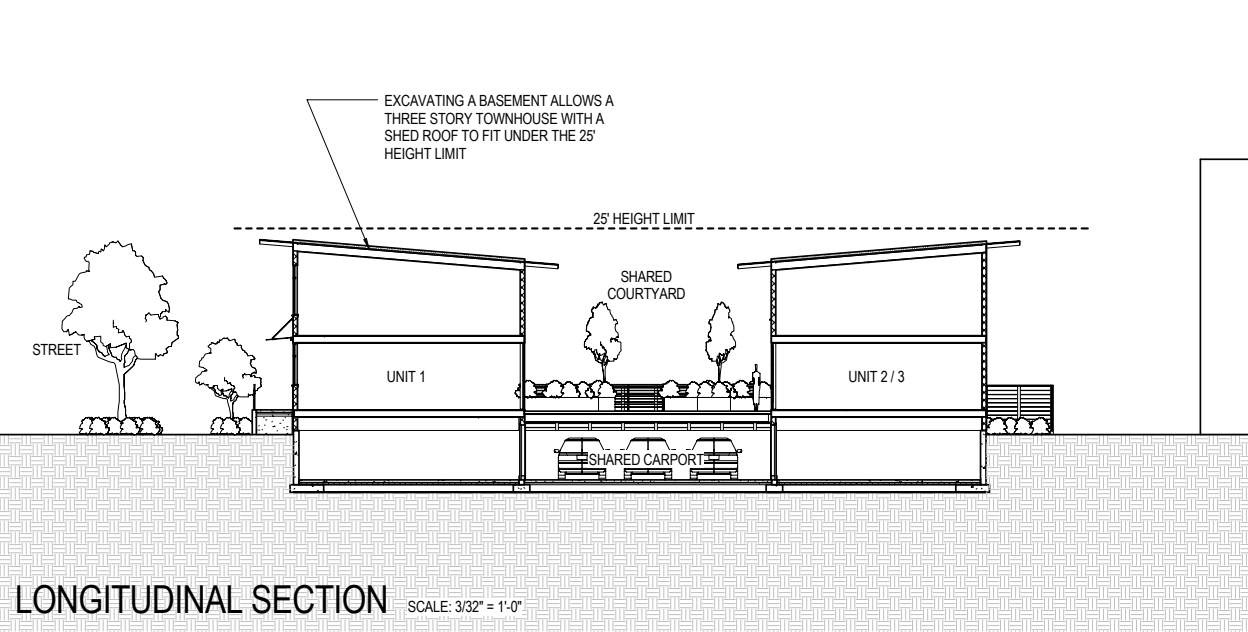 EXCAVATING A BASEMENT ALLOWS A
THREE STORY TOWNHOUSE WITH A
SHED ROOF TO FIT UNDER THE 25'
HEIGHT LIMIT
25' HEIGHT LIMIT
SHARED
COURTYARD
STREET
UNIT 1
UNIT 2 / 3
SHARED CARPORT
LONGITUDINAL SECTION
SCALE: 3/32" = 1'-0"